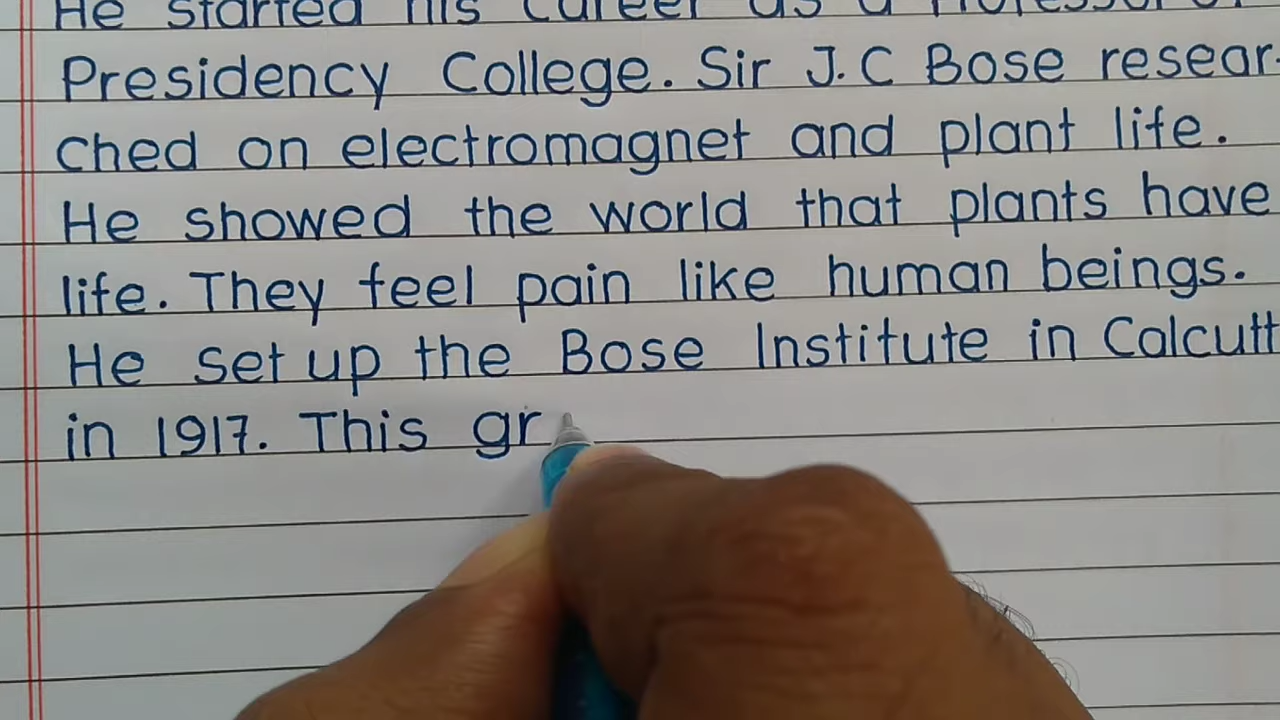 He started his career as a Professor of
Presidency College. Sir J.C Bose resear-
ched on electromagnet and plant life.
He showed the world that plants have
life. They feel pain like human beings.
He set up the Bose Institute in Calcutt
in 1917. This gr